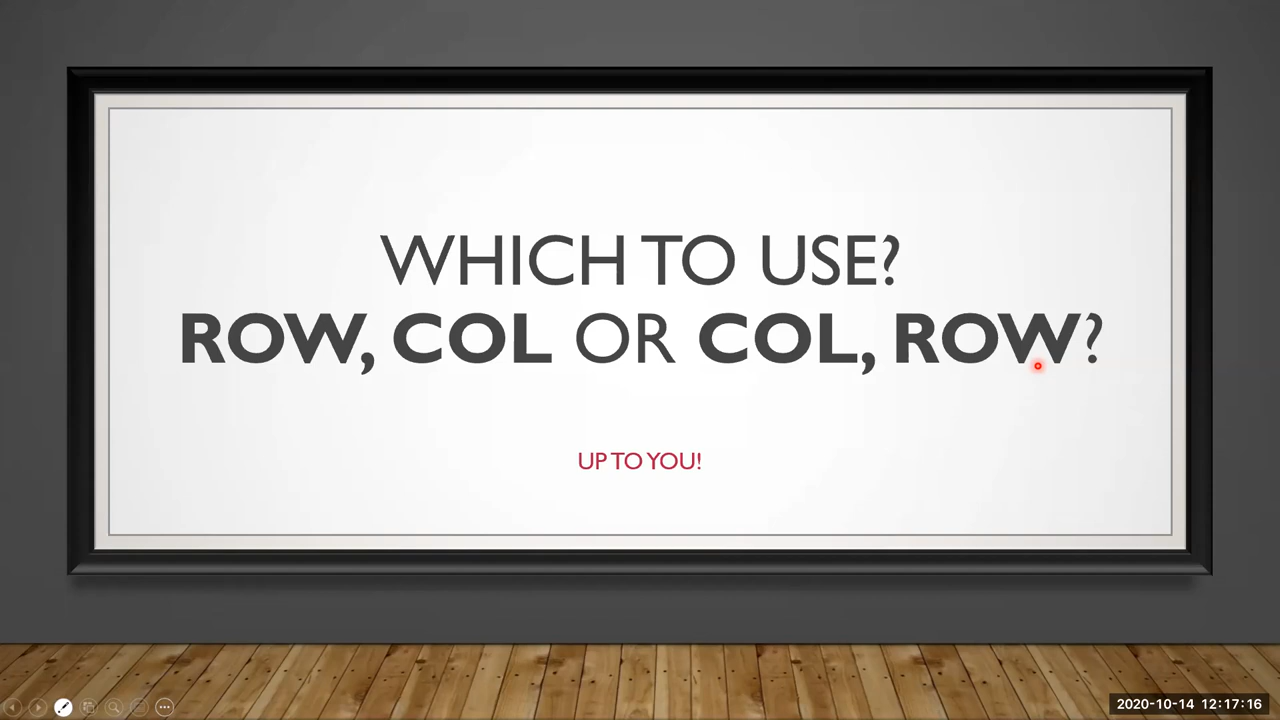 WHICH TO USE?
ROW, COL OR COL, ROW?
UP TO YOU!
2020-10-14 12:17:16